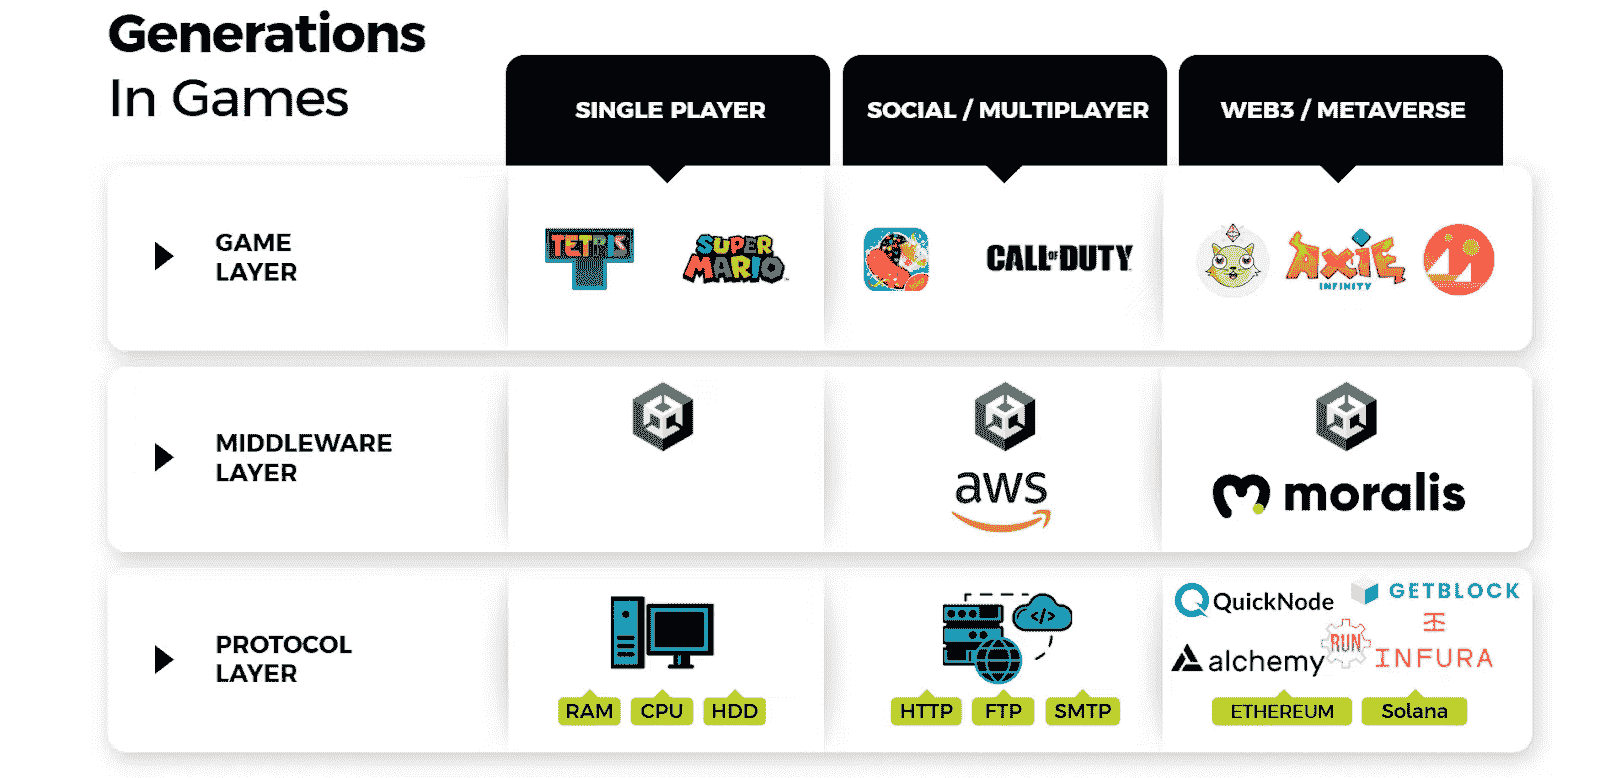 Generations
In Games
SINGLE PLAYER
SOCIAL / MULTIPLAYER
WEB3 / METAVERSE
GAME
LAYER
TETRIS
SUPER
MARIO
CALL OF DUTY
AXIE
INFINITY
MIDDLEWARE
LAYER
aws
moralis
PROTOCOL
LAYER
RAM
CPU
HDD
</>
HTTP
FTP
SMTP
QuickNode
GETBLOCK
alchemy
RUN
INFURA
ETHEREUM
Solana